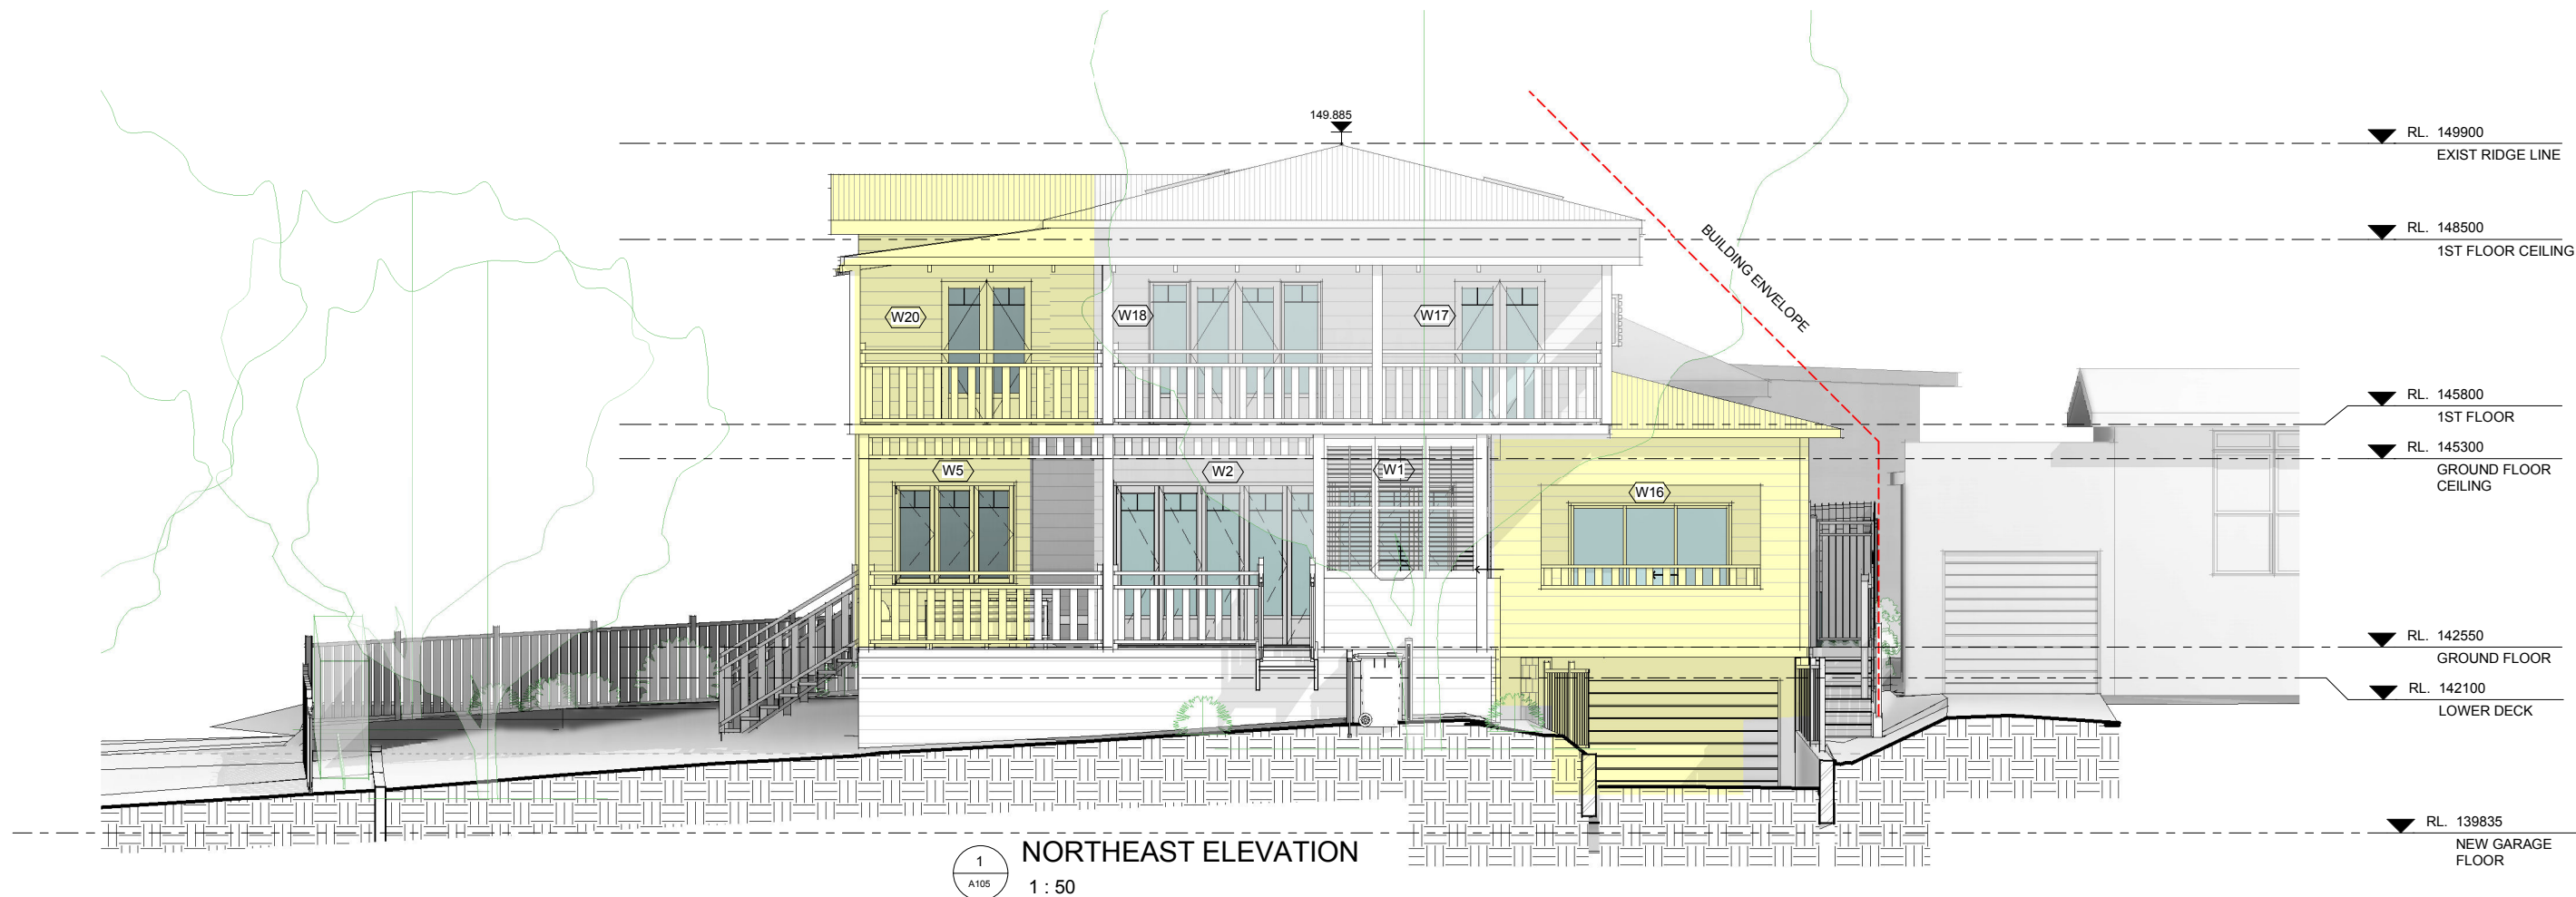 149.885
RL. 149900
EXIST RIDGE LINE
RL. 148500
1ST FLOOR CEILING
BUILDING ENVELOPE
W20
W18
W17
RL. 145800
1ST FLOOR
RL. 145300
GROUND FLOOR
CEILING
W5
W2
W1
W16
RL. 142550
GROUND FLOOR
RL. 142100
LOWER DECK
RL. 139835
NEW GARAGE
FLOOR
1
A105
NORTHEAST ELEVATION
1 : 50